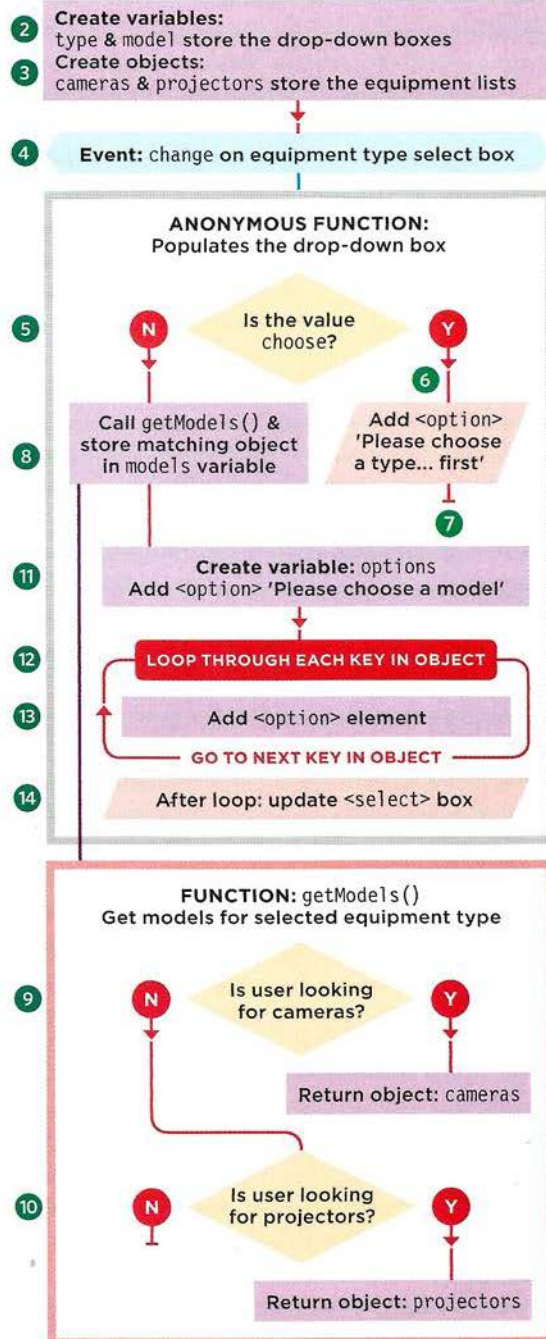 2 Create variables:
type & model store the drop-down boxes
3 Create objects:
cameras & projectors store the equipment lists
4 Event: change on equipment type select box
ANONYMOUS FUNCTION:
Populates the drop-down box
5 N Is the value Y
choose?
6
8 Call getModels() &
store matching object
in models variable
Add <option>
'Please choose
a type... first'
7
11 Create variable: options
Add <option> 'Please choose a model'
12 LOOP THROUGH EACH KEY IN OBJECT
13 Add <option> element
GO TO NEXT KEY IN OBJECT
14 After loop: update <select> box
FUNCTION: getModels()
Get models for selected equipment type
9 N Is user looking Y
for cameras?
Return object: cameras
10 N Is user looking Y
for projectors?
Return object: projectors